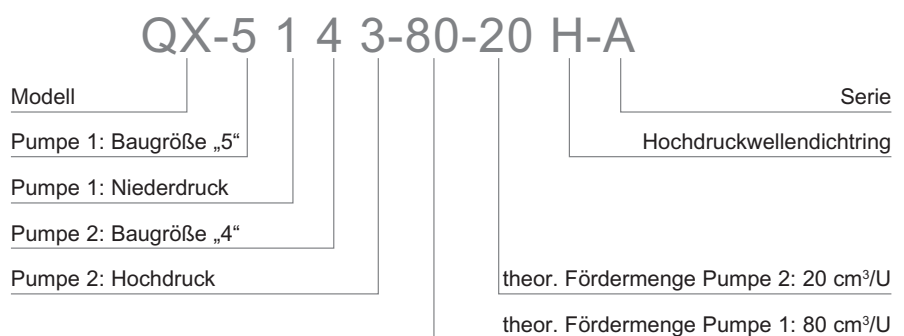 QX-5 1 4 3-80-20 H-A
Modell
Serie
Pumpe 1: Baugröße „5“
Hochdruckwellendichtring
Pumpe 1: Niederdruck
Pumpe 2: Baugröße „4“
Pumpe 2: Hochdruck
theor. Fördermenge Pumpe 2: 20 cm³/U
theor. Fördermenge Pumpe 1: 80 cm³/U